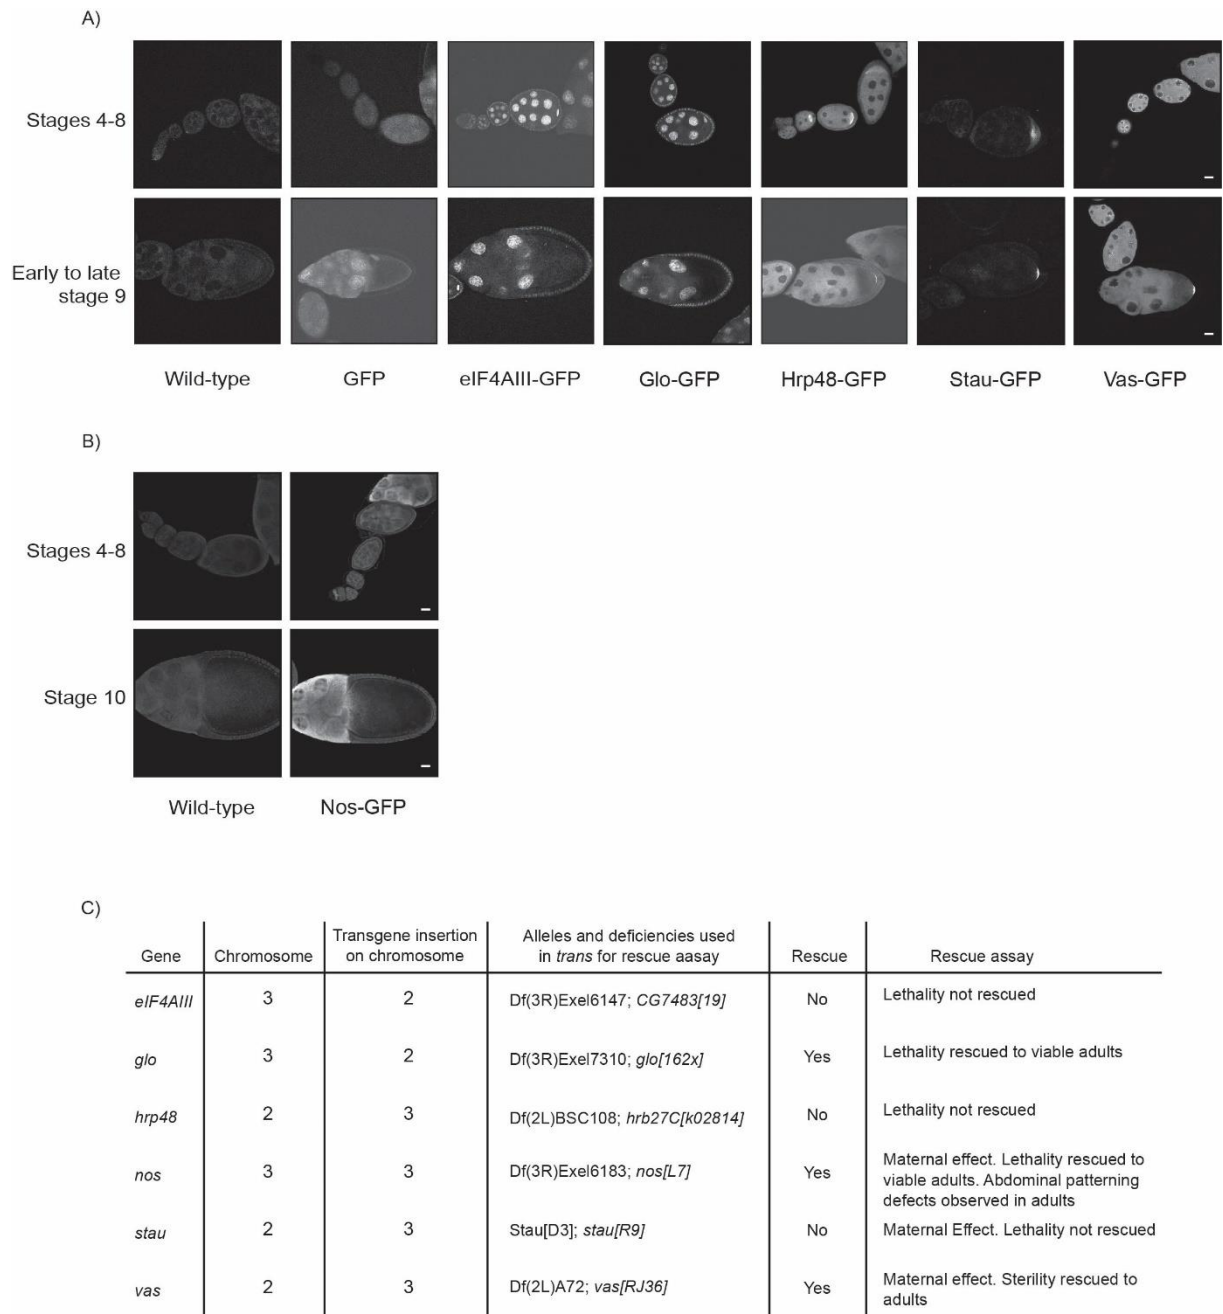 A)
Stages 4-8
Early to late
stage 9
Wild-type GFP eIF4AIII-GFP Glo-GFP Hrp48-GFP Stau-GFP Vas-GFP
B)
Stages 4-8
Stage 10
Wild-type Nos-GFP
C)
Gene Chromosome Transgene insertion on chromosome Alleles and deficiencies used in trans for rescue aasay Rescue Rescue assay
eIF4AIII 3 2 Df(3R)Exel6147; CG7483[19] No Lethality not rescued
glo 3 2 Df(3R)Exel7310; glo[162x] Yes Lethality rescued to viable adults
hrp48 2 3 Df(2L)BSC108; hrb27C[k02814] No Lethality not rescued
nos 3 3 Df(3R)Exel6183; nos[L7] Yes Maternal effect. Lethality rescued to
viable adults. Abdominal patterning
defects observed in adults
stau 2 3 Stau[D3]; stau[R9] No Maternal Effect. Lethality not rescued
vas 2 3 Df(2L)A72; vas[RJ36] Yes Maternal effect. Sterility rescued to
adults